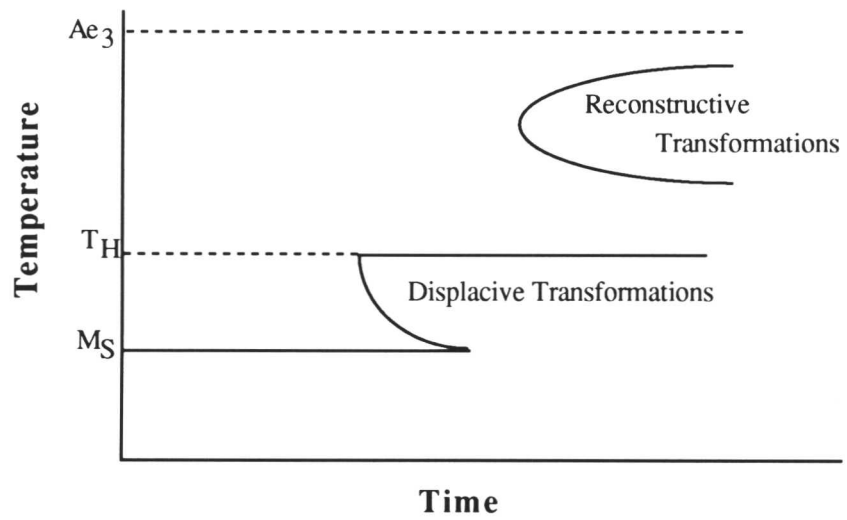 Ae3
Reconstructive
Transformations
Temperature
TH
Displacive Transformations
MS
Time